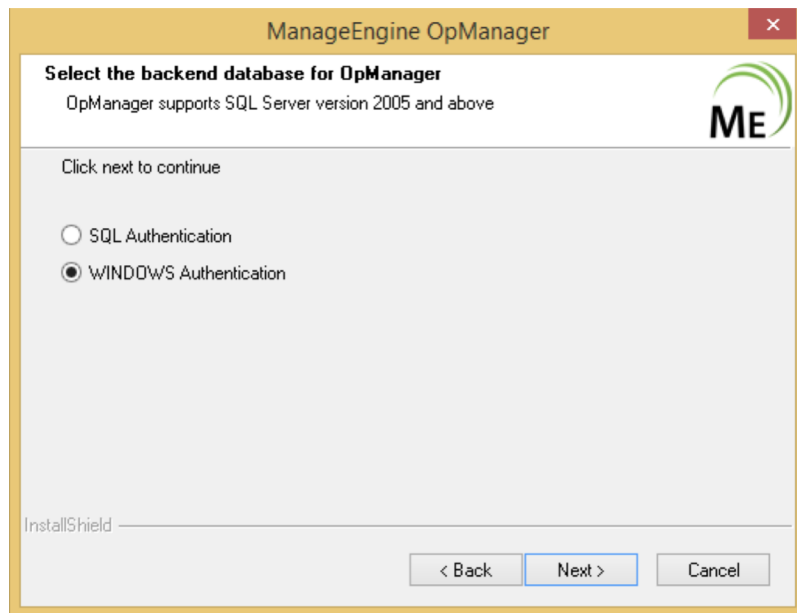 ManageEngine OpManager
Select the backend database for OpManager
OpManager supports SQL Server version 2005 and above
ME
Click next to continue
SQL Authentication
WINDOWS Authentication
InstallShield
< Back Next > Cancel